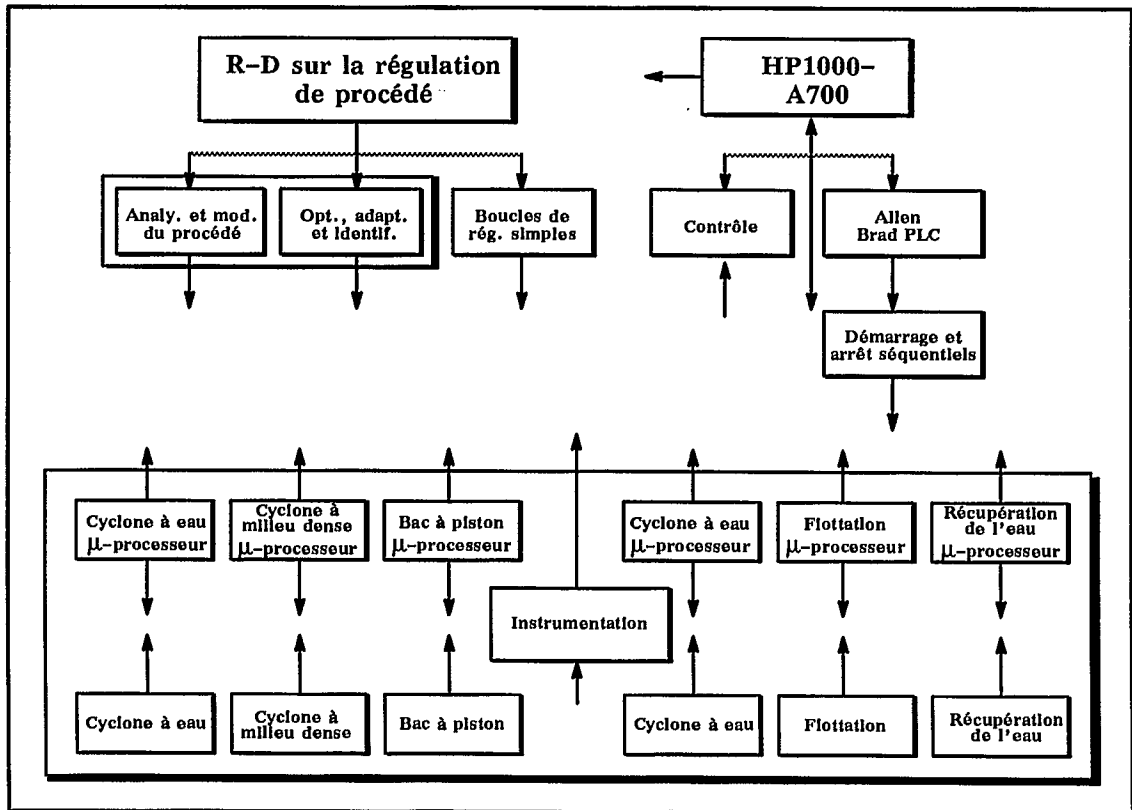 R-D sur la régulation
de procédé
HP1000-
A700
Analy. et mod.
du procédé
Opt., adapt.
et identif.
Boucles de
rég. simples
Contrôle
Allen
Brad PLC
Démarrage et
arrêt séquentiels
Cyclone à eau
µ-processeur
Cyclone à
milieu dense
µ-processeur
Bac à piston
µ-processeur
Cyclone à eau
µ-processeur
Flottation
µ-processeur
Récupération
de l'eau
µ-processeur
Instrumentation
Cyclone à eau
Cyclone à
milieu dense
Bac à piston
Cyclone à eau
Flottation
Récupération
de l'eau